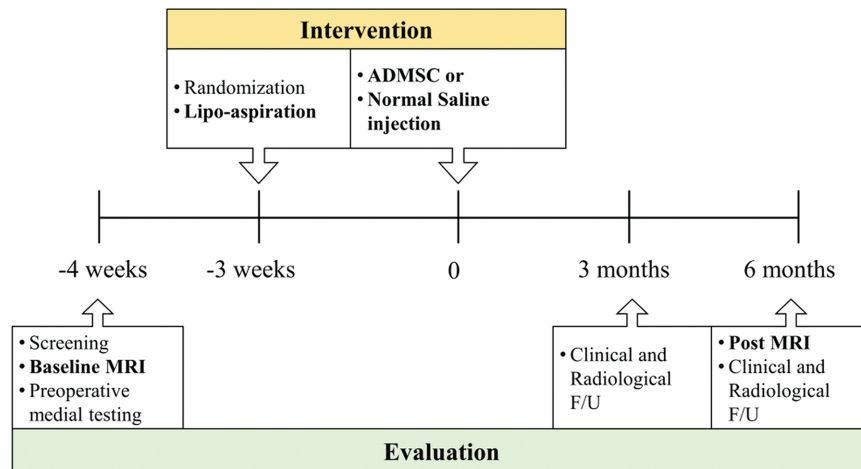 Intervention
• Randomization
• Lipo-aspiration
• ADMSC or
• Normal Saline
injection
-4 weeks
-3 weeks
0
3 months
6 months
• Screening
• Baseline MRI
• Preoperative
medial testing
• Clinical and
Radiological
F/U
• Post MRI
• Clinical and
Radiological
F/U
Evaluation